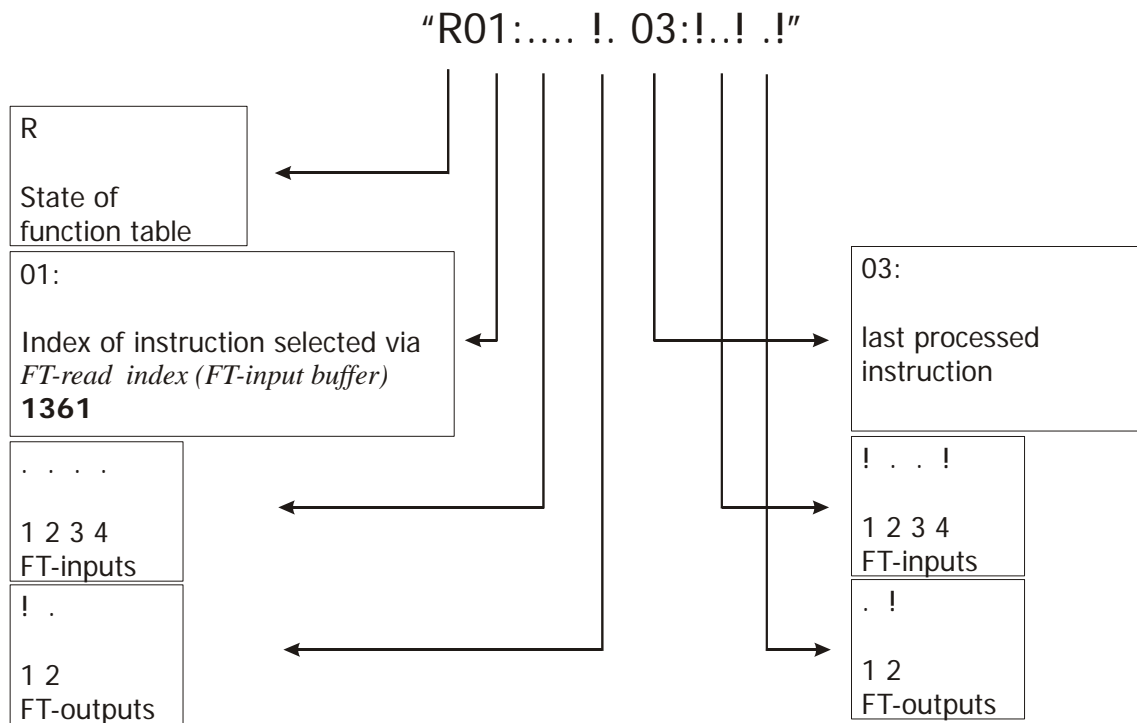 “R01:.... !. 03:!..! .!”
R
State of
function table
01:
Index of instruction selected via
FT-read index (FT-input buffer)
1361
. . . .
1 2 3 4
FT-inputs
! .
1 2
FT-outputs
03:
last processed
instruction
! . . !
1 2 3 4
FT-inputs
. !
1 2
FT-outputs